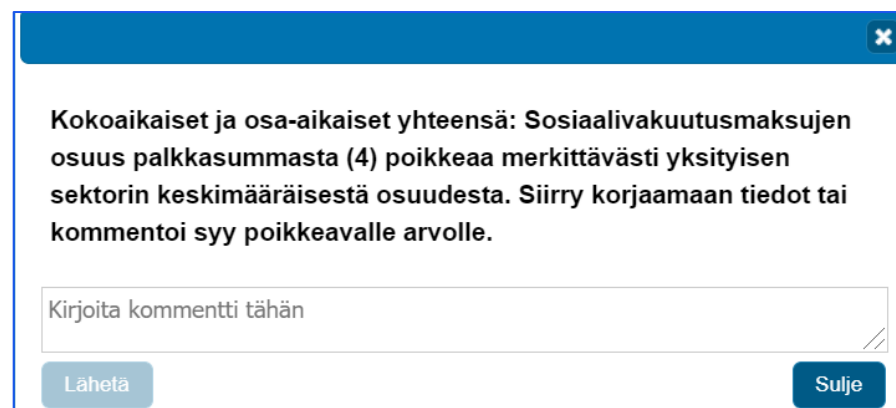 Kokoaikaiset ja osa-aikaiset yhteensä: Sosiaalivakuutusmaksujen
osuus palkkasummasta (4) poikkeaa merkittävästi yksityisen
sektorin keskimääräisestä osuudesta. Siirry korjaamaan tiedot tai
kommentoi syy poikkeavalle arvolle.
Kirjoita kommentti tähän
Lähetä
Sulje